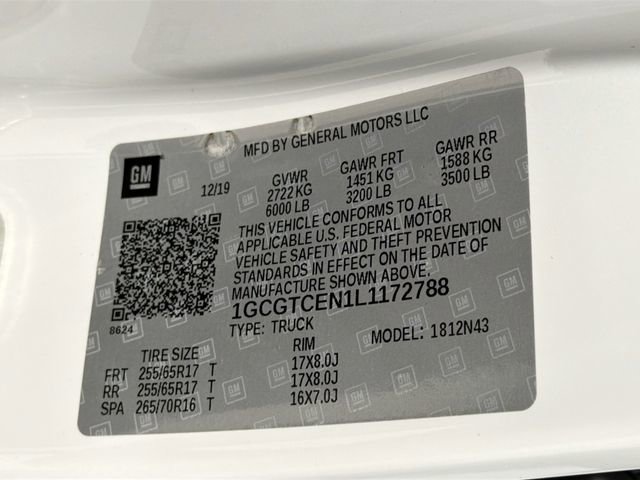 MFD BY GENERAL MOTORS LLC
GM
12/19
GVWR GAWR FRT GAWR RR
2722 KG 1451 KG 1588 KG
6000 LB 3200 LB 3500 LB
THIS VEHICLE CONFORMS TO ALL
APPLICABLE U.S. FEDERAL MOTOR
VEHICLE SAFETY AND THEFT PREVENTION
STANDARDS IN EFFECT ON THE DATE OF
MANUFACTURE SHOWN ABOVE.
8624
1GCGTCEN1L1172788
TYPE: TRUCK MODEL: 1812N43
TIRE SIZE RIM
FRT 255/65R17 T 17X8.0J
RR 255/65R17 T 17X8.0J
SPA 265/70R16 T 16X7.0J